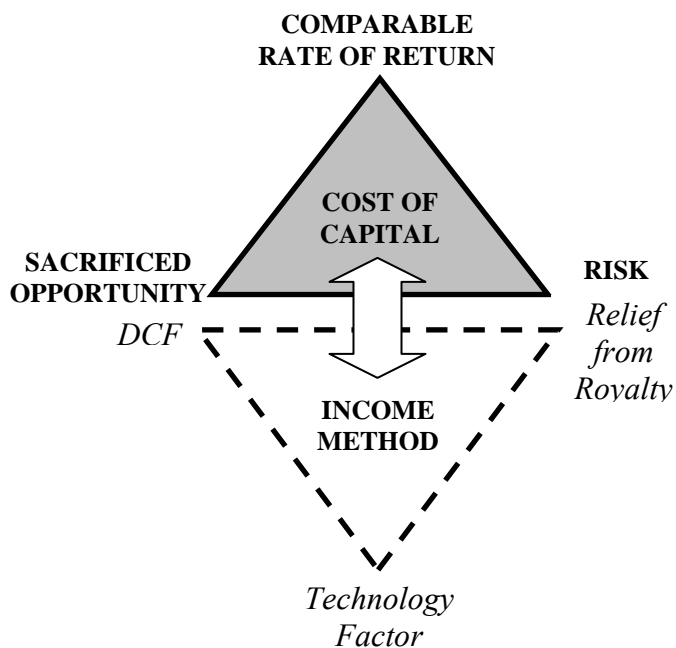 COMPARABLE
RATE OF RETURN
COST OF
CAPITAL
SACRIFICED
OPPORTUNITY
RISK
DCF
Relief
from
Royalty
INCOME
METHOD
Technology
Factor